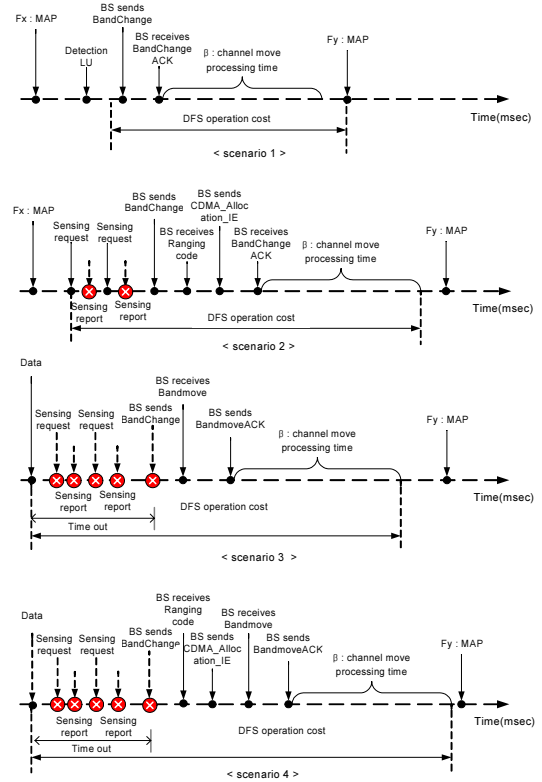 Fx : MAP
Detection
LU
BS sends
BandChange
BS receives
BandChange
ACK
β : channel move
processing time
Fy : MAP
Time(msec)
DFS operation cost
< scenario 1 >
Fx : MAP
Sensing
request
Sensing
request
Sensing
report
Sensing
report
BS sends
BandChange
BS receives
Ranging
code
BS sends
CDMA_Alloc
ation_IE
BS receives
BandChange
ACK
β : channel move
processing time
Fy : MAP
Time(msec)
DFS operation cost
< scenario 2 >
Data
Sensing
request
Sensing
request
Sensing
report
Sensing
report
BS sends
BandChange
BS receives
Bandmove
BS sends
BandmoveACK
β : channel move
processing time
Fy : MAP
Time(msec)
Time out
DFS operation cost
< scenario 3 >
Data
Sensing
request
Sensing
request
Sensing
report
Sensing
report
BS sends
BandChange
BS receives
Ranging
code
BS sends
CDMA_Alloc
ation_IE
BS receives
Bandmove
BS sends
BandmoveACK
β : channel move
processing time
Fy : MAP
Time(msec)
Time out
DFS operation cost
< scenario 4 >